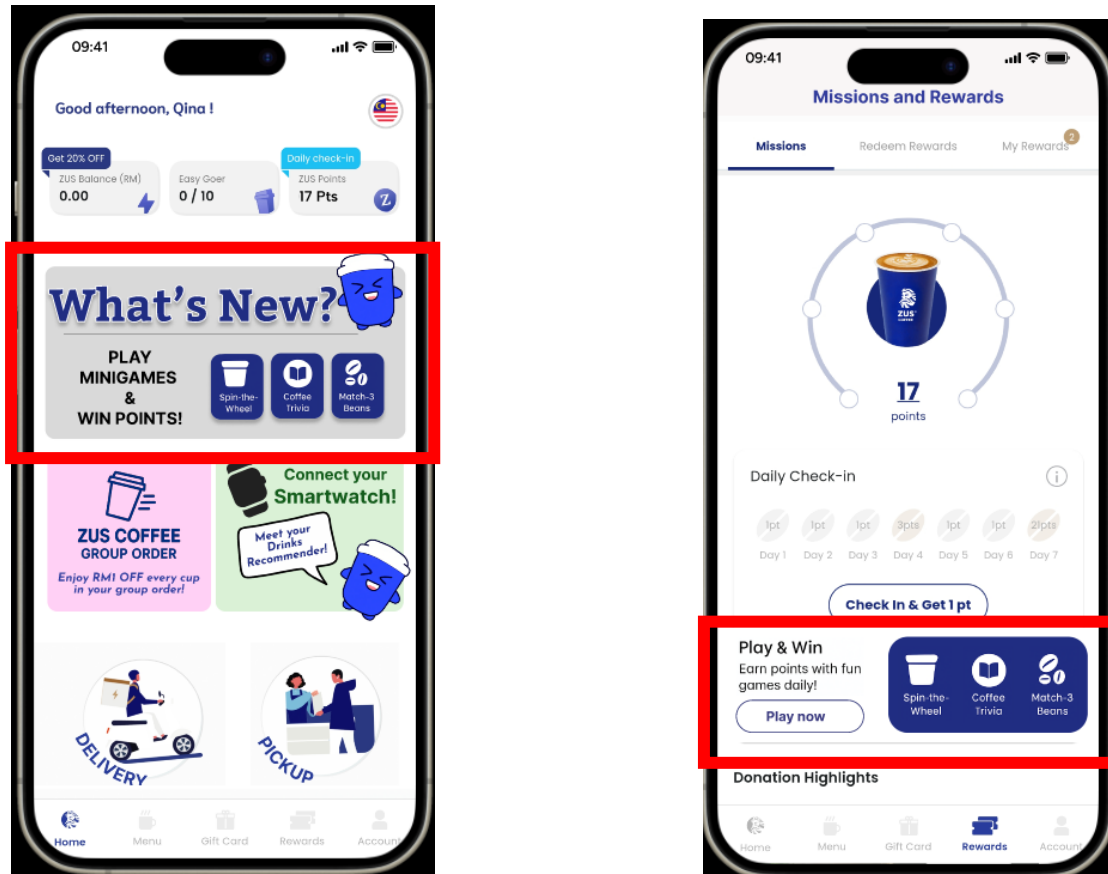 09:41
Good afternoon, Qina !
Get 20% OFF
Daily check-in
ZUS Balance (RM)
Easy Goer
ZUS Points
0.00
0 / 10
17 Pts
Z
What's New?
PLAY
MINIGAMES
&
WIN POINTS!
Spin-the-
Wheel
Coffee
Trivia
Match-3
Beans
ZUS COFFEE
GROUP ORDER
Enjoy RM1 OFF every cup
in your group order!
Connect your
Smartwatch!
Meet your
Drinks
Recommender!
DELIVERY
PICKUP
Home
Menu
Gift Card
Rewards
Account
09:41
Missions and Rewards
Missions
Redeem Rewards
My Rewards
2
ZUS
COFFEE
17
points
Daily Check-in
i
1pt
1pt
1pt
3pts
1pt
1pt
21pts
Day 1
Day 2
Day 3
Day 4
Day 5
Day 6
Day 7
Check In & Get 1 pt
Play & Win
Earn points with fun
games daily!
Play now
Spin-the-
Wheel
Coffee
Trivia
Match-3
Beans
Donation Highlights
Home
Menu
Gift Card
Rewards
Account